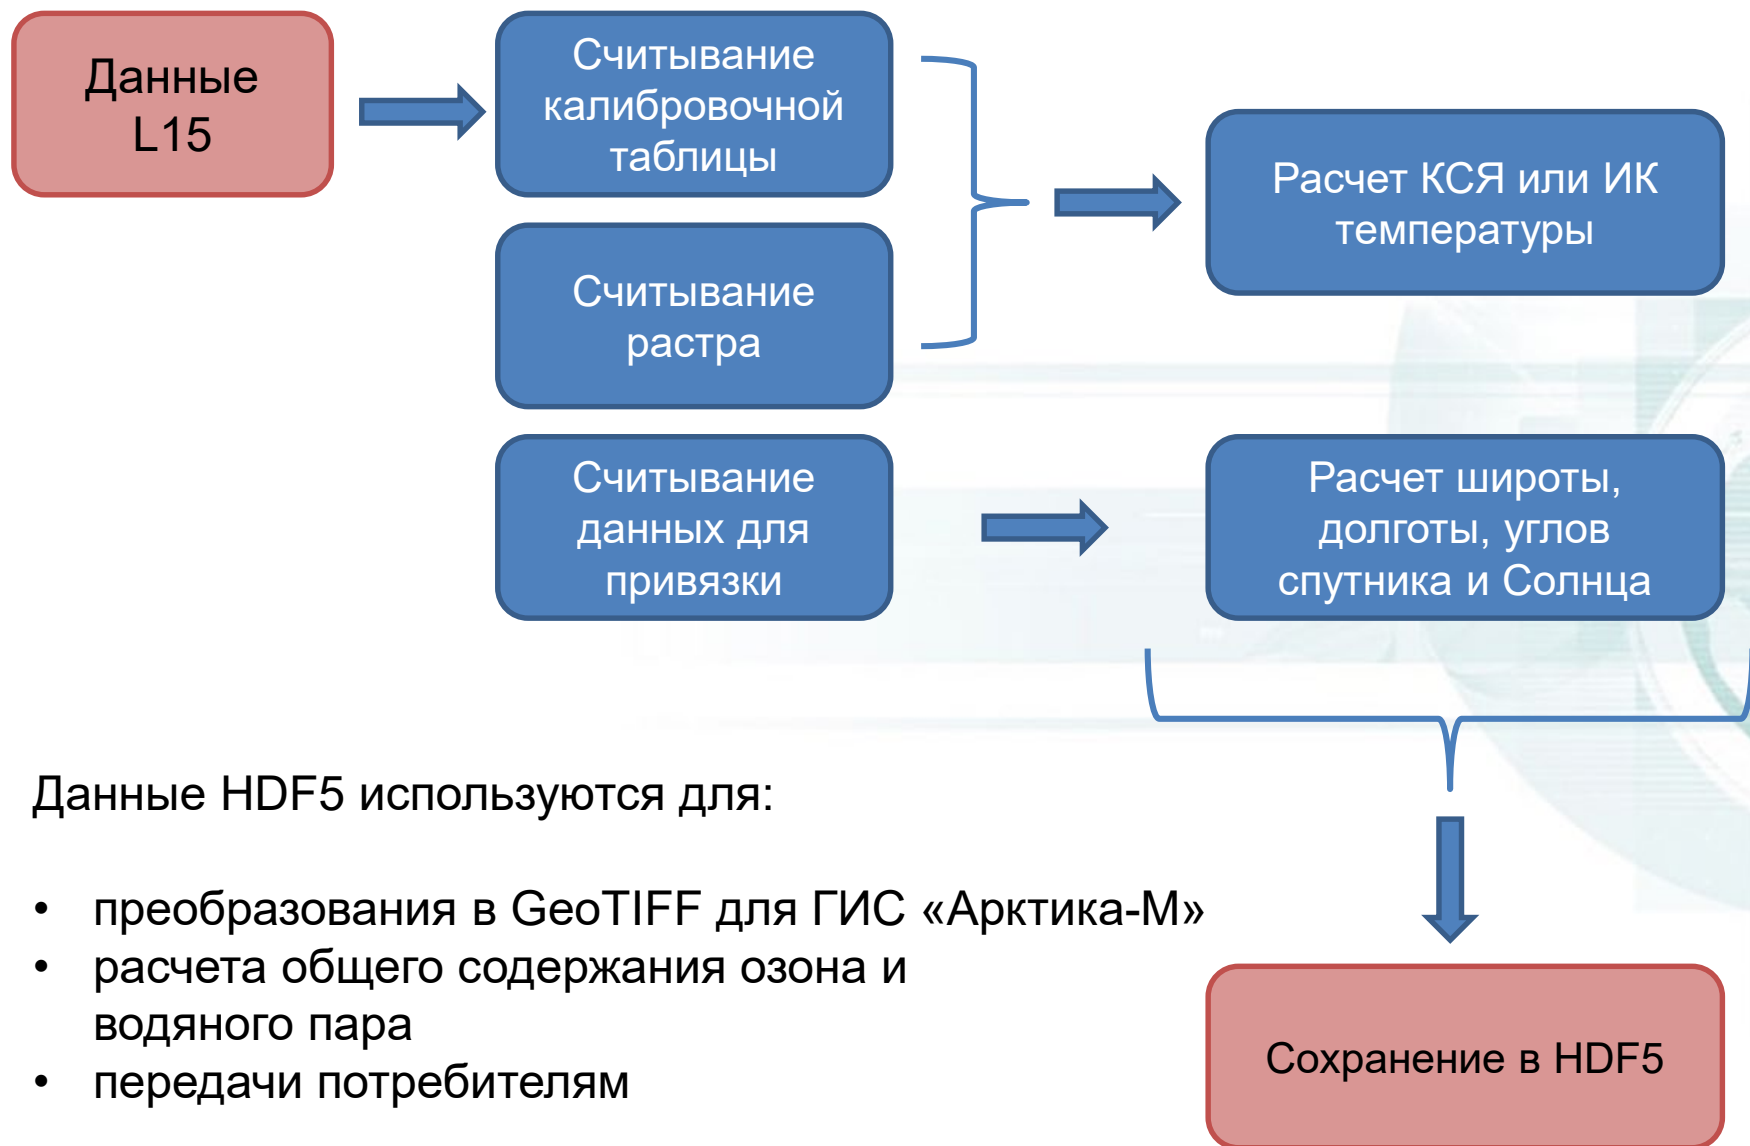 Данные
L15
Считывание
калибровочной
таблицы
Считывание
растра
Расчет КСЯ или ИК
температуры
Считывание
данных для
привязки
Расчет широты,
долготы, углов
спутника и Солнца
Данные HDF5 используются для:
• преобразования в GeoTIFF для ГИС «Арктика-М»
• расчета общего содержания озона и
водяного пара
• передачи потребителям
Сохранение в HDF5